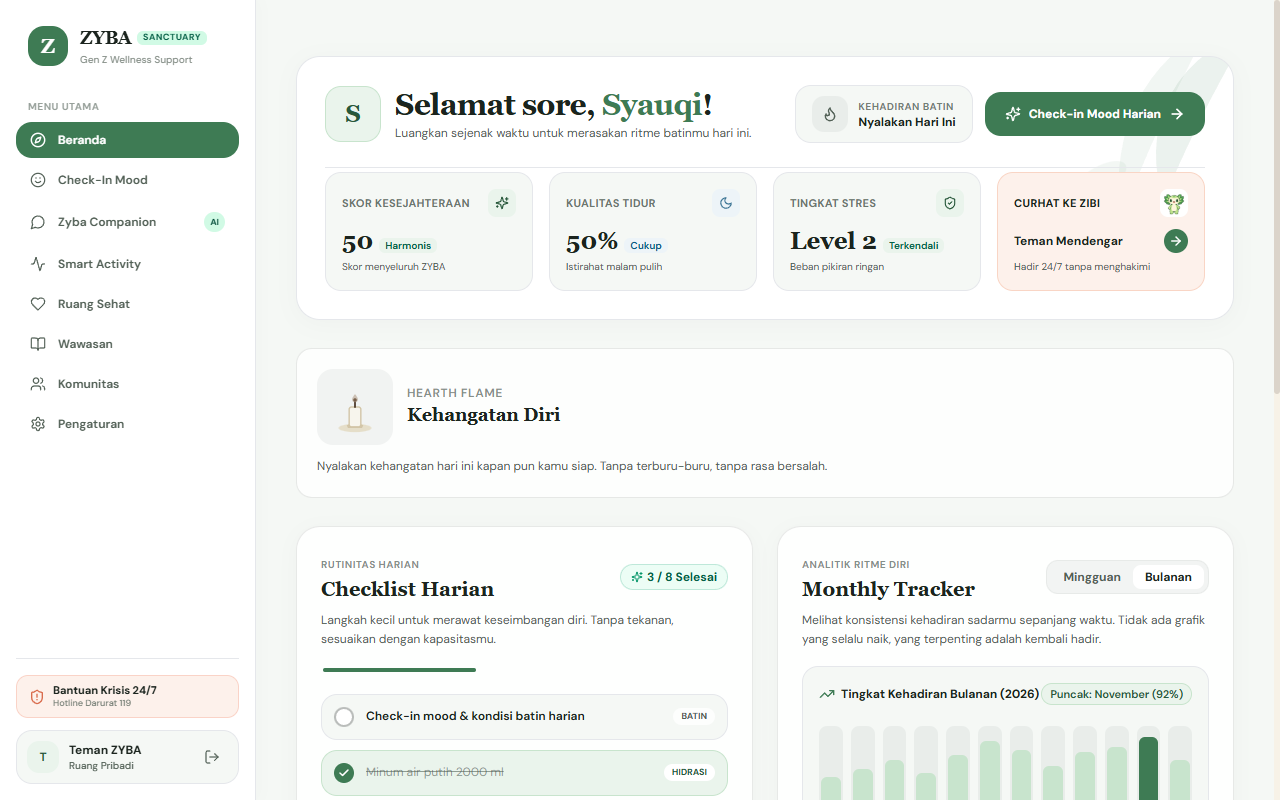 Z
ZYBA SANCTUARY
Gen Z Wellness Support
MENU UTAMA
Beranda
Check-In Mood
Zyba Companion AI
Smart Activity
Ruang Sehat
Wawasan
Komunitas
Pengaturan
Bantuan Krisis 24/7
Hotline Darurat 119
T
Teman ZYBA
Ruang Pribadi
S
Selamat sore, Syauqi!
Luangkan sejenak waktu untuk merasakan ritme batinmu hari ini.
KEHADIRAN BATIN
Nyalakan Hari Ini
Check-in Mood Harian
SKOR KESEJAHTERAAN
50 Harmonis
Skor menyeluruh ZYBA
KUALITAS TIDUR
50% Cukup
Istirahat malam pulih
TINGKAT STRES
Level 2 Terkendali
Beban pikiran ringan
CURHAT KE ZIBI
Teman Mendengar
Hadir 24/7 tanpa menghakimi
HEARTH FLAME
Kehangatan Diri
Nyalakan kehangatan hari ini kapan pun kamu siap. Tanpa terburu-buru, tanpa rasa bersalah.
RUTINITAS HARIAN
Checklist Harian
3 / 8 Selesai
Langkah kecil untuk merawat keseimbangan diri. Tanpa tekanan,
sesuaikan dengan kapasitasmu.
Check-in mood & kondisi batin harian BATIN
Minum air putih 2000 ml HIDRASI
ANALITIK RITME DIRI
Monthly Tracker
Mingguan Bulanan
Melihat konsistensi kehadiran sadarmu sepanjang waktu. Tidak ada grafik
yang selalu naik, yang terpenting adalah kembali hadir.
Tingkat Kehadiran Bulanan (2026) Puncak: November (92%)